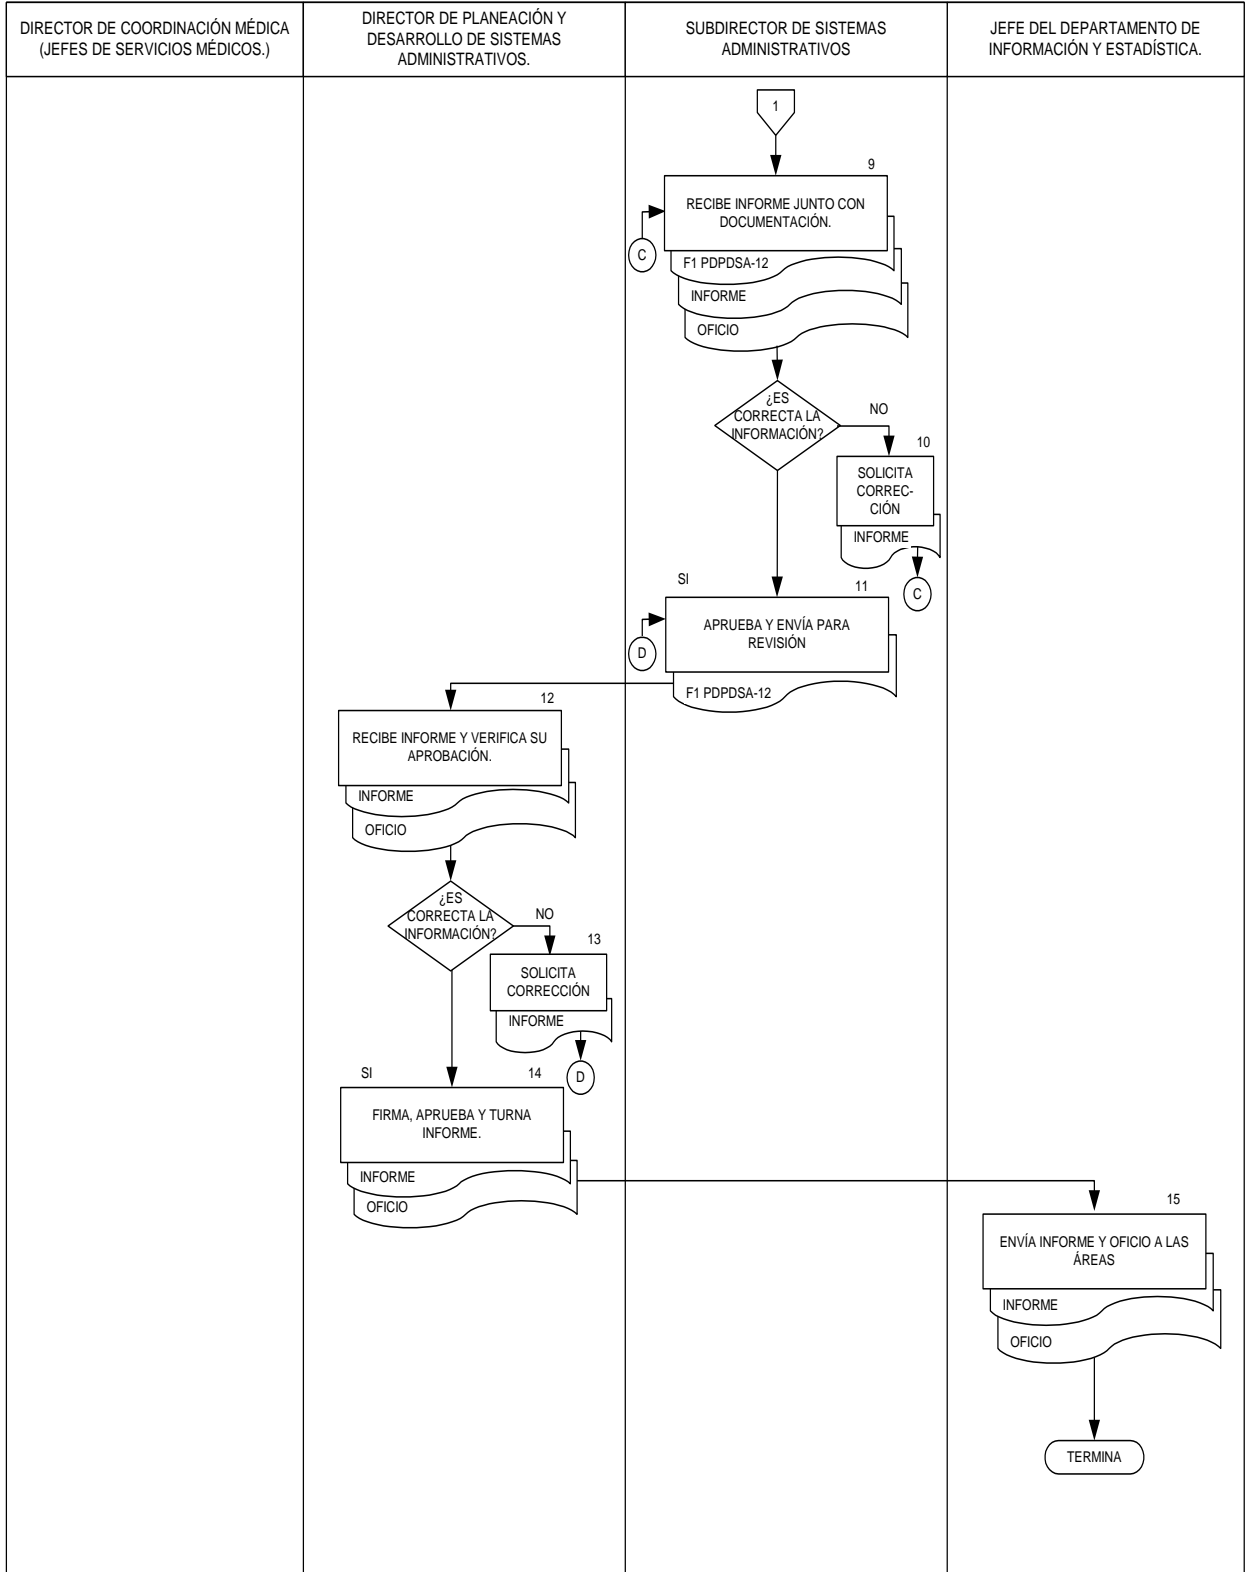 DIRECTOR DE COORDINACIÓN MÉDICA
(JEFES DE SERVICIOS MÉDICOS.)
DIRECTOR DE PLANEACIÓN Y
DESARROLLO DE SISTEMAS
ADMINISTRATIVOS.
SUBDIRECTOR DE SISTEMAS
ADMINISTRATIVOS
JEFE DEL DEPARTAMENTO DE
INFORMACIÓN Y ESTADÍSTICA.
1
9
RECIBE INFORME JUNTO CON
DOCUMENTACIÓN.
C
F1 PDPDSA-12
INFORME
OFICIO
¿ES
CORRECTA LA
INFORMACIÓN?
NO
10
SOLICITA
CORREC-
CIÓN
INFORME
C
SI
11
APRUEBA Y ENVÍA PARA
REVISIÓN
D
F1 PDPDSA-12
12
RECIBE INFORME Y VERIFICA SU
APROBACIÓN.
INFORME
OFICIO
¿ES
CORRECTA LA
INFORMACIÓN?
NO
13
SOLICITA
CORRECCIÓN
INFORME
D
SI
14
FIRMA, APRUEBA Y TURNA
INFORME.
INFORME
OFICIO
15
ENVÍA INFORME Y OFICIO A LAS
ÁREAS
INFORME
OFICIO
TERMINA